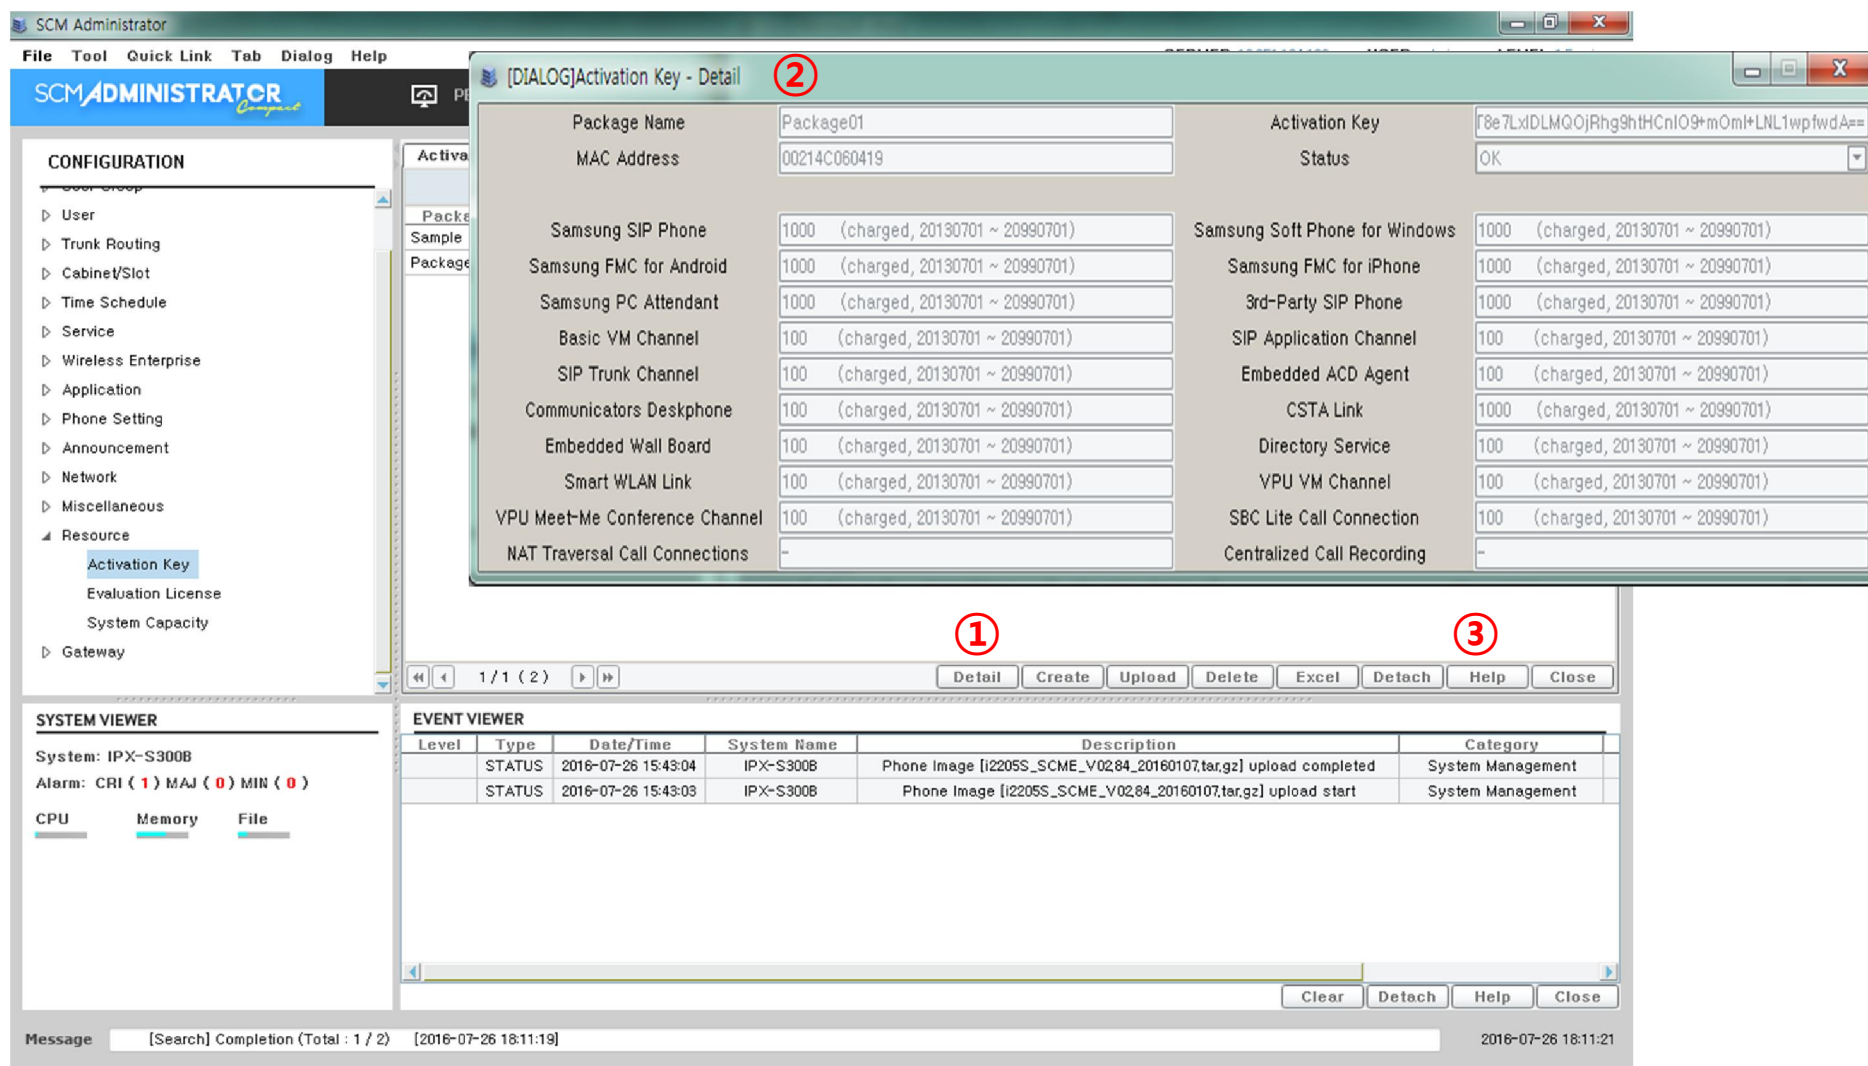 SCM Administrator
File Tool Quick Link Tab Dialog Help
SCMADMINISTRATOR
Compact
[DIALOG]Activation Key - Detail ②
Package Name Package01 Activation Key
MAC Address 00214C060419 Status OK
Samsung SIP Phone 1000 (charged, 20130701 ~ 20990701) Samsung Soft Phone for Windows 1000 (charged, 20130701 ~ 20990701)
Samsung FMC for Android 1000 (charged, 20130701 ~ 20990701) Samsung FMC for iPhone 1000 (charged, 20130701 ~ 20990701)
Samsung PC Attendant 1000 (charged, 20130701 ~ 20990701) 3rd-Party SIP Phone 1000 (charged, 20130701 ~ 20990701)
Basic VM Channel 100 (charged, 20130701 ~ 20990701) SIP Application Channel 100 (charged, 20130701 ~ 20990701)
SIP Trunk Channel 100 (charged, 20130701 ~ 20990701) Embedded ACD Agent 100 (charged, 20130701 ~ 20990701)
Communicators Deskphone 100 (charged, 20130701 ~ 20990701) CSTA Link 1000 (charged, 20130701 ~ 20990701)
Embedded Wall Board 100 (charged, 20130701 ~ 20990701) Directory Service 100 (charged, 20130701 ~ 20990701)
Smart WLAN Link 100 (charged, 20130701 ~ 20990701) VPU VM Channel 100 (charged, 20130701 ~ 20990701)
VPU Meet-Me Conference Channel 100 (charged, 20130701 ~ 20990701) SBC Lite Call Connection 100 (charged, 20130701 ~ 20990701)
NAT Traversal Call Connections - Centralized Call Recording -
CONFIGURATION
User
Trunk Routing
Cabinet/Slot
Time Schedule
Service
Wireless Enterprise
Application
Phone Setting
Announcement
Network
Miscellaneous
Resource
Activation Key
Evaluation License
System Capacity
Gateway
Activa
Packa
Sample
Package
① ③
1/1 ( 2 ) Detail Create Upload Delete Excel Detach Help Close
SYSTEM VIEWER
System: IPX-S300B
Alarm: CRI ( 1 ) MAJ ( 0 ) MIN ( 0 )
CPU Memory File
EVENT VIEWER
Level Type Date/Time System Name Description Category
STATUS 2016-07-26 15:43:04 IPX-S300B Phone Image [i2205S_SCME_V02.84_20160107.tar.gz] upload completed System Management
STATUS 2016-07-26 15:43:03 IPX-S300B Phone Image [i2205S_SCME_V02.84_20160107.tar.gz] upload start System Management
Clear Detach Help Close
Message [Search] Completion (Total : 1 / 2) [2016-07-26 18:11:19] 2016-07-26 18:11:21